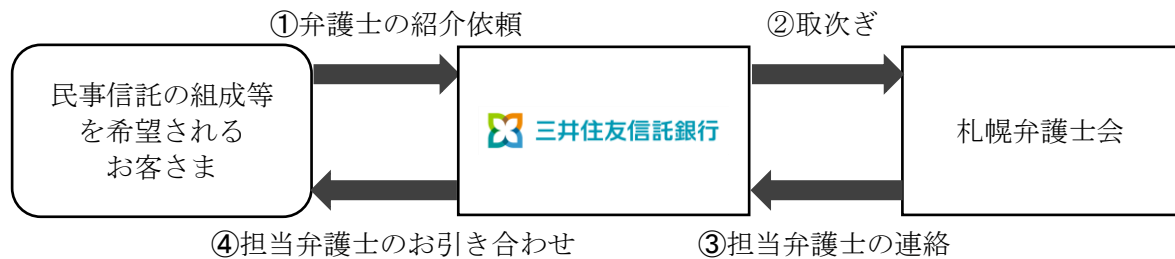 ①弁護士の紹介依頼
②取次ぎ
民事信託の組成等
を希望される
お客さま
三井住友信託銀行
札幌弁護士会
④担当弁護士のお引き合わせ
③担当弁護士の連絡